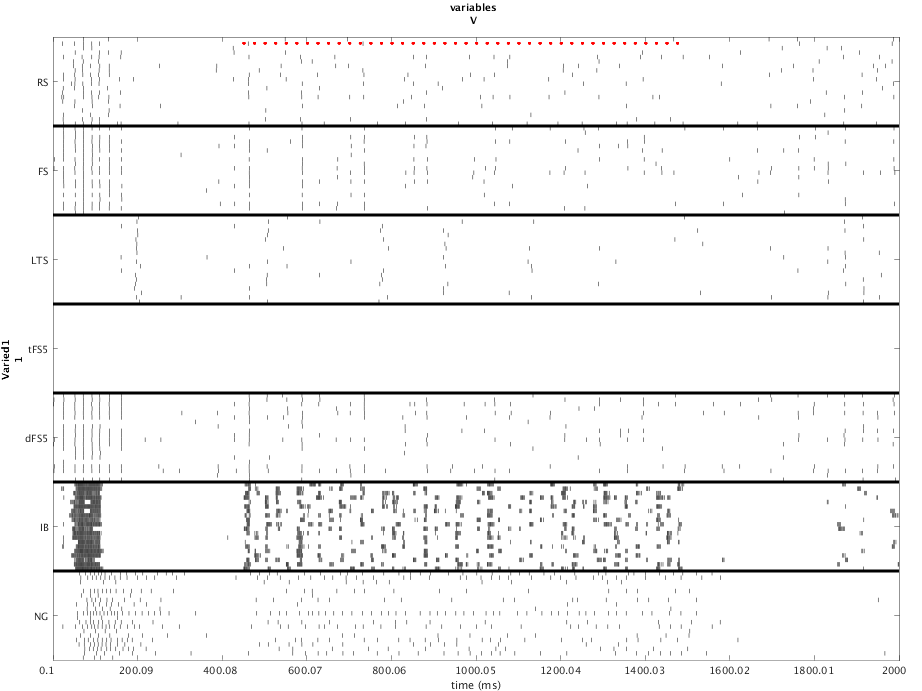 variables
V
RS
FS
LTS
tFS5
dFS5
IB
NG
Varied1
1
0.1 200.09 400.08 600.07 800.06 1000.05 1200.04 1400.03 1600.02 1800.01 2000
time (ms)